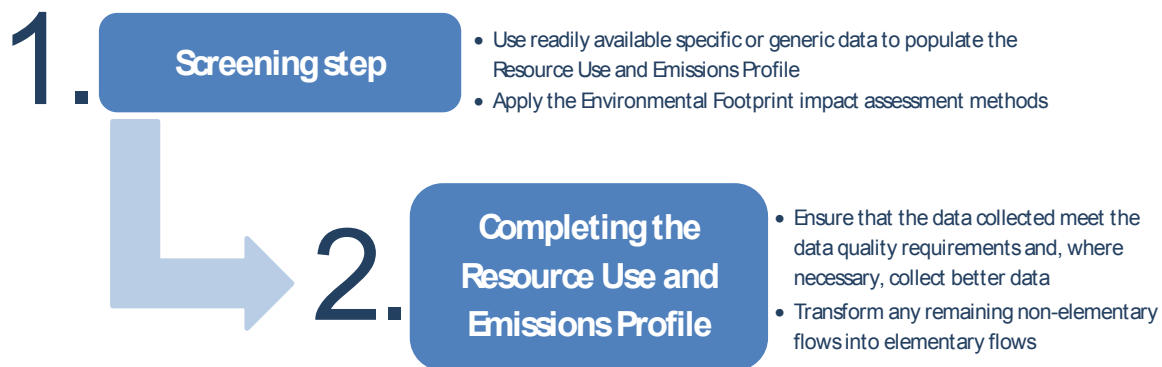 1.
Screening step
• Use readily available specific or generic data to populate the
Resource Use and Emissions Profile
• Apply the Environmental Footprint impact assessment methods
2.
Completing the
Resource Use and
Emissions Profile
• Ensure that the data collected meet the
data quality requirements and, where
necessary, collect better data
• Transform any remaining non-elementary
flows into elementary flows